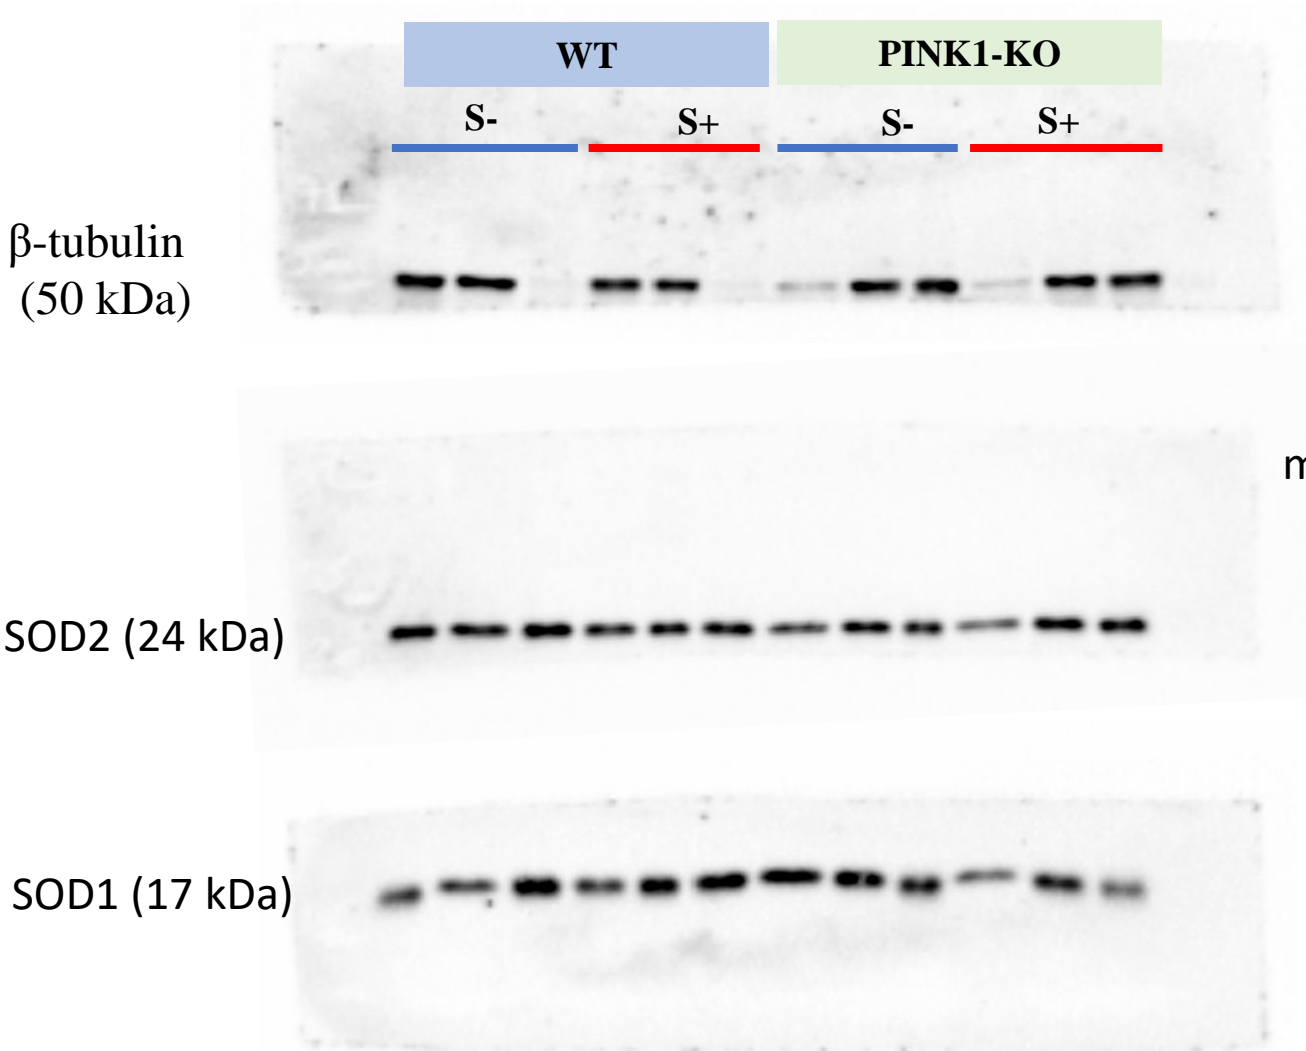 WT PINK1-KO
S- S+ S- S+
β-tubulin
(50 kDa)
m
SOD2 (24 kDa)
SOD1 (17 kDa)